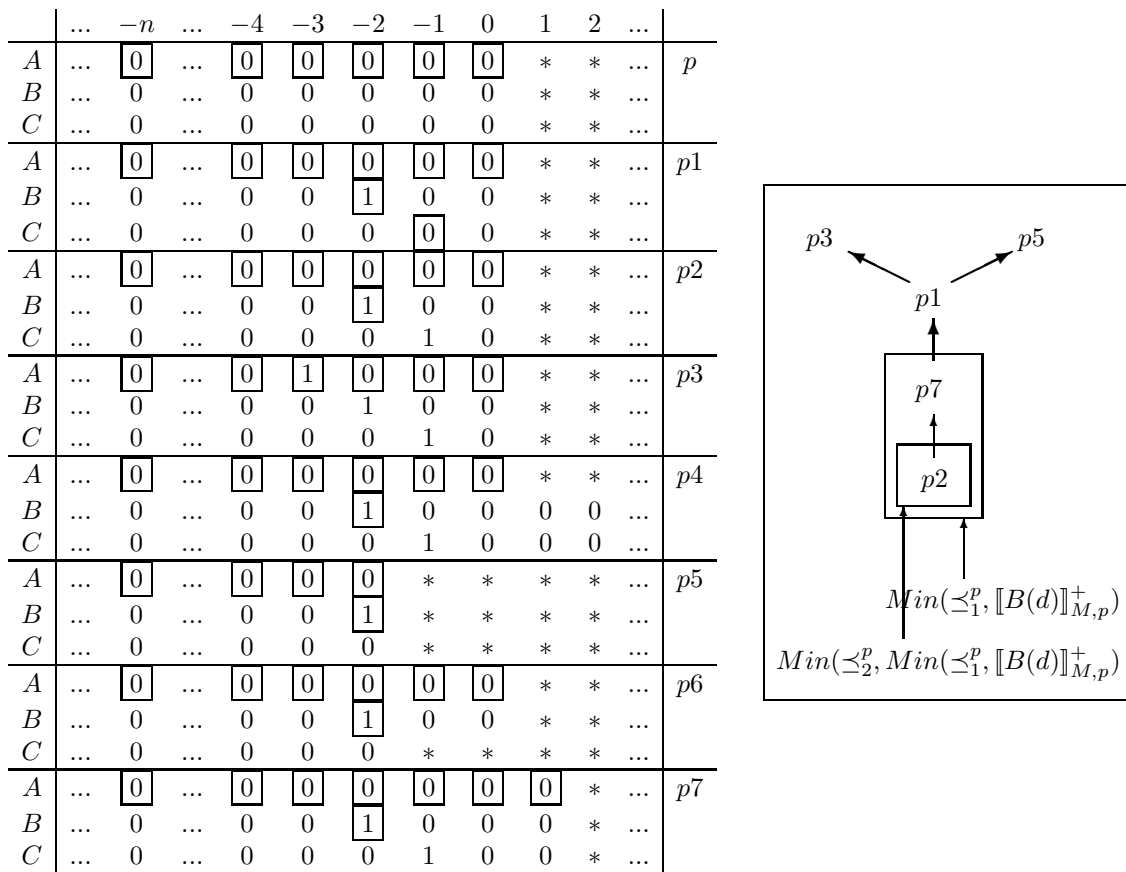 ... −n ... −4 −3 −2 −1 0 1 2 ...
A ... 0 ... 0 0 0 0 0 * * ... p
B ... 0 ... 0 0 0 0 0 * * ...
C ... 0 ... 0 0 0 0 0 * * ...
A ... 0 ... 0 0 0 0 0 * * ... p1
B ... 0 ... 0 0 1 0 0 * * ...
C ... 0 ... 0 0 0 0 0 * * ...
A ... 0 ... 0 0 0 0 0 * * ... p2
B ... 0 ... 0 0 1 0 0 * * ...
C ... 0 ... 0 0 0 1 0 * * ...
A ... 0 ... 0 1 0 0 0 * * ... p3
B ... 0 ... 0 0 1 0 0 * * ...
C ... 0 ... 0 0 0 1 0 * * ...
A ... 0 ... 0 0 0 0 0 * * ... p4
B ... 0 ... 0 0 1 0 0 0 0 ...
C ... 0 ... 0 0 0 1 0 0 0 ...
A ... 0 ... 0 0 0 * * * * ... p5
B ... 0 ... 0 0 1 * * * * ...
C ... 0 ... 0 0 0 * * * * ...
A ... 0 ... 0 0 0 0 0 * * ... p6
B ... 0 ... 0 0 1 0 0 * * ...
C ... 0 ... 0 0 0 * * * * ...
A ... 0 ... 0 0 0 0 0 0 * ... p7
B ... 0 ... 0 0 1 0 0 0 * ...
C ... 0 ... 0 0 0 1 0 0 * ...
p3 p5
p1
p7
p2
Min(⪯₁ᵖ, ⟦B(d)⟧⁺_{M,p})
Min(⪯₂ᵖ, Min(⪯₁ᵖ, ⟦B(d)⟧⁺_{M,p})